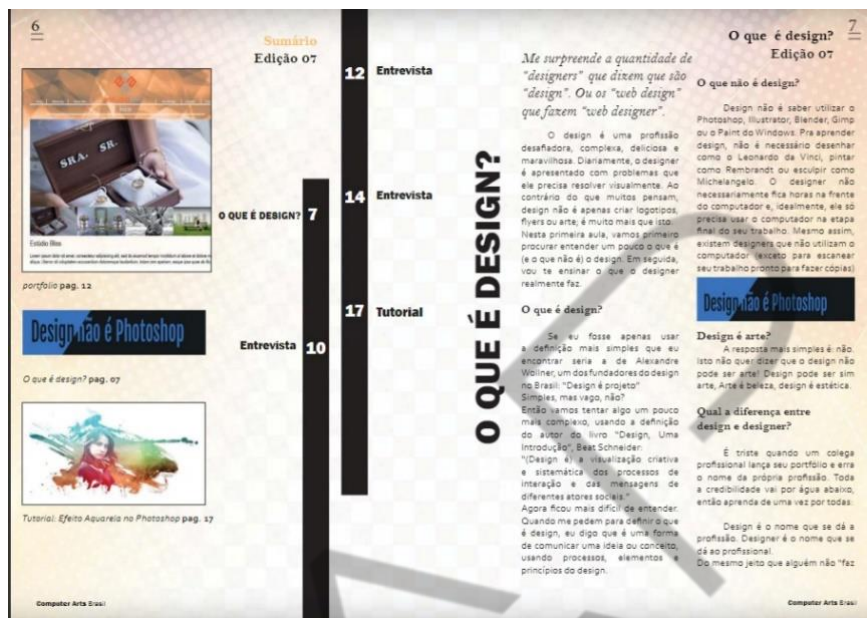 6
Sumário
Edição 07
SRA.
SR.
Estúdio Bliss
portfolio pag. 12
Design não é Photoshop
O que é design? pag. 07
Tutorial: Efeito Aquarela no Photoshop pag. 17
O QUE É DEBIGN? 7
Entrevista 10
12 Entrevista
14 Entrevista
17 Tutorial
Computer Arts Brasil
O QUE É DESIGN?
Me surpreende a quantidade de
"designers" que dizem que são
"design". Ou os "web design"
que fazem "web designer".
O design é uma profissão
desafiadora, complexa, deliciosa e
maravilhosa. Diariamente, o designer
é apresentado com problemas que
ele precisa resolver visualmente. Ao
contrário do que muitos pensam,
design não é apenas criar logotipos,
flyers ou arte; é muito mais que isto.
Nesta primeira aula, vamos primeiro
procurar entender um pouco o que é
(e o que não é) o design. Em seguida,
vou te ensinar o que o designer
realmente faz.
O que é design?
Se eu fosse apenas usar
a definição mais simples que eu
encontrar seria a de Alexandre
Wollner, um dos fundadores do design
no Brasil: "Design é projeto"
Simples, mas vago, não?
Então vamos tentar algo um pouco
mais complexo, usando a definição
do autor do livro "Design, Uma
Introdução", Beat Schneider:
"(Design é) a visualização criativa
e sistemática dos processos de
interação e das mensagens de
diferentes atores sociais."
Agora ficou mais difícil de entender.
Quando me pedem para definir o que
é design, eu digo que é uma forma
de comunicar uma ideia ou conceito,
usando processos, elementos e
princípios do design.
O que é design? 7
Edição 07
O que não é design?
Design não é saber utilizar o
Photoshop, Illustrator, Blender, Gimp
ou o Paint do Windows. Pra aprender
design, não é necessário desenhar
como o Leonardo da Vinci, pintar
como Rembrandt ou esculpir como
Michelangelo. O designer não
necessariamente fica horas na frente
do computador e, idealmente, ele só
precisa usar o computador na etapa
final do seu trabalho. Mesmo assim,
existem designers que não utilizam o
computador (exceto para escanear
seu trabalho pronto para fazer cópias)
Design não é Photoshop
Design é arte?
A resposta mais simples é: não.
Isto não quer dizer que o design não
pode ser arte! Design pode ser sim
arte, Arte é beleza, design é estética.
Qual a diferença entre
design e designer?
É triste quando um colega
profissional lança seu portfólio e erra
o nome da própria profissão. Toda
a credibilidade vai por água abaixo,
então aprenda de uma vez por todas.
Design é o nome que se dá a
profissão. Designer é o nome que se
dá ao profissional.
Do mesmo jeito que alguém não "faz
Computer Arts Brasil